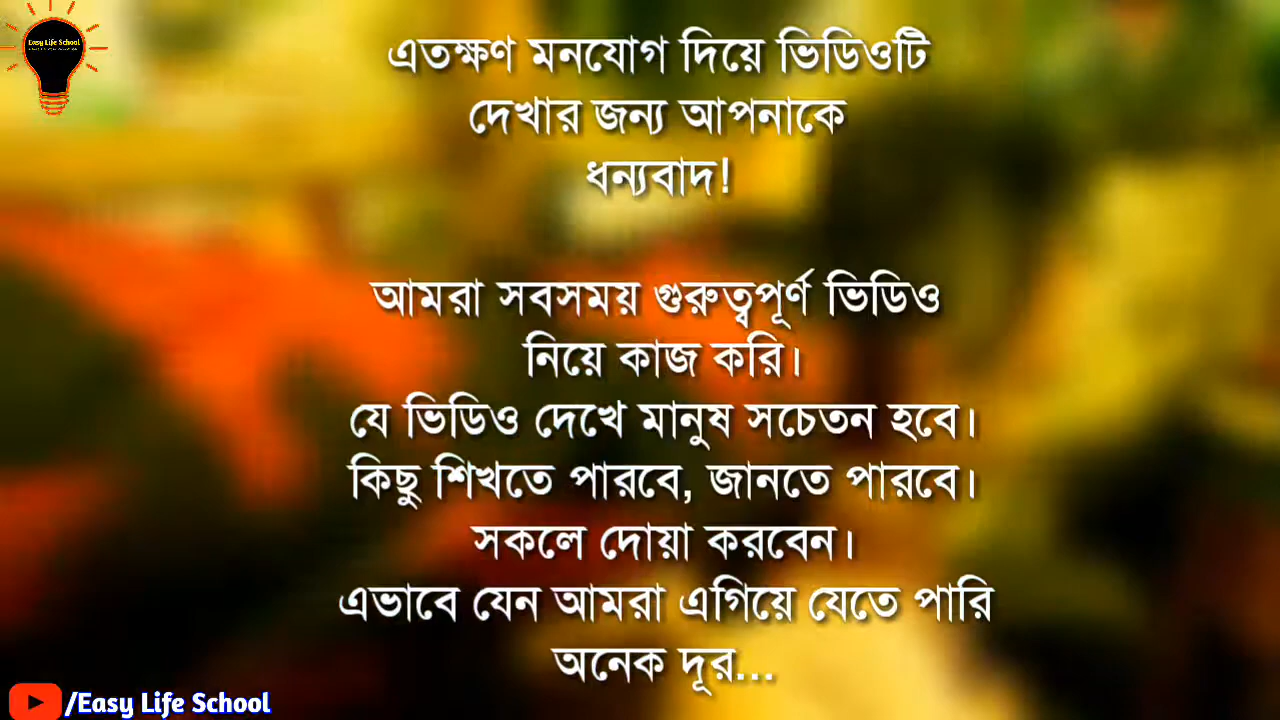 Easy Life School
এতক্ষণ মনযোগ দিয়ে ভিডিওটি
দেখার জন্য আপনাকে
ধন্যবাদ!
আমরা সবসময় গুরুত্বপূর্ণ ভিডিও
নিয়ে কাজ করি।
যে ভিডিও দেখে মানুষ সচেতন হবে।
কিছু শিখতে পারবে, জানতে পারবে।
সকলে দোয়া করবেন।
এভাবে যেন আমরা এগিয়ে যেতে পারি
অনেক দূর...
/Easy Life School